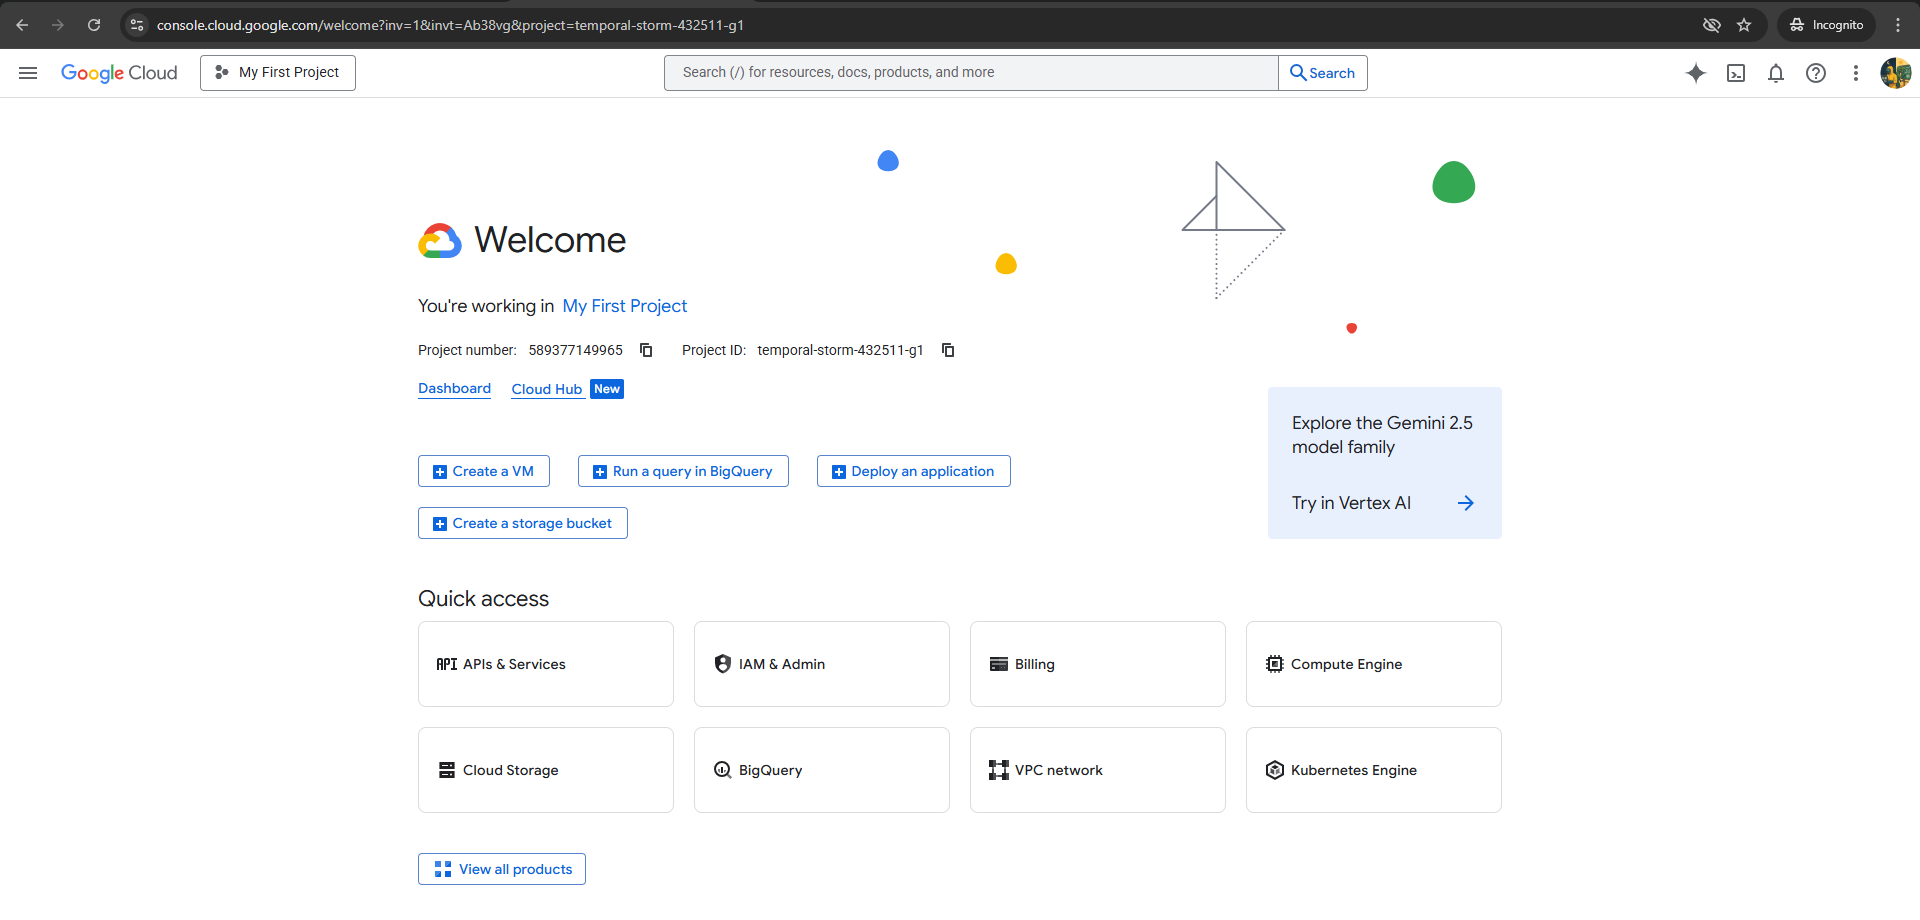 console.cloud.google.com/welcome?inv=1&invt=Ab38vg&project=temporal-storm-432511-g1
Incognito
Google Cloud
My First Project
Search (/) for resources, docs, products, and more
Search
Welcome
You're working in My First Project
Project number: 589377149965 Project ID: temporal-storm-432511-g1
Dashboard Cloud Hub New
Explore the Gemini 2.5
model family
Try in Vertex AI
Create a VM
Run a query in BigQuery
Deploy an application
Create a storage bucket
Quick access
API APIs & Services
IAM & Admin
Billing
Compute Engine
Cloud Storage
BigQuery
VPC network
Kubernetes Engine
View all products